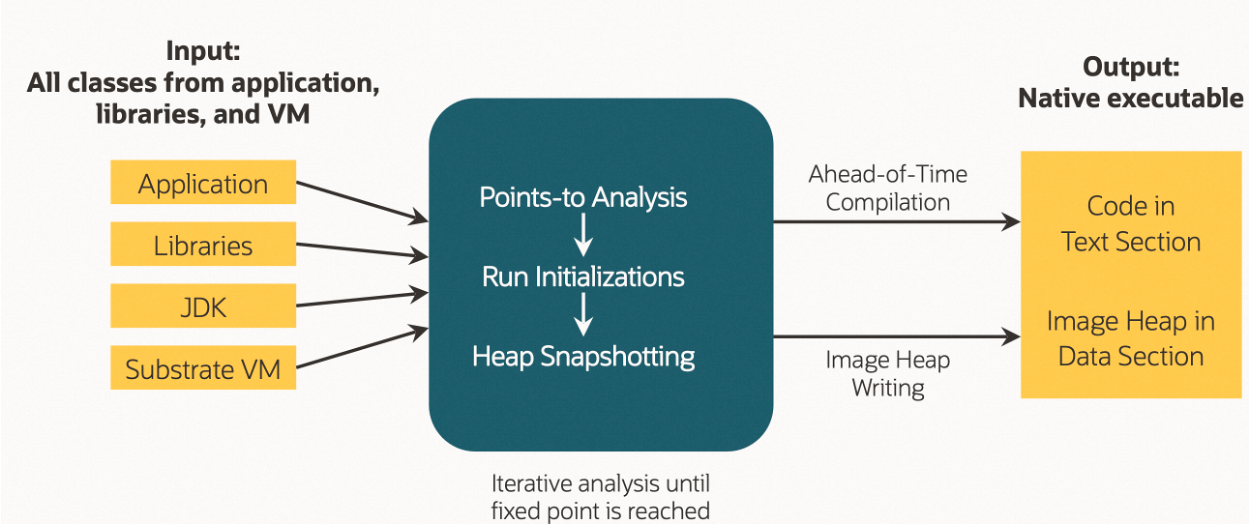 Input:
All classes from application,
libraries, and VM
Application
Libraries
JDK
Substrate VM
Points-to Analysis
Run Initializations
Heap Snapshotting
Iterative analysis until
fixed point is reached
Ahead-of-Time
Compilation
Image Heap
Writing
Output:
Native executable
Code in
Text Section
Image Heap in
Data Section